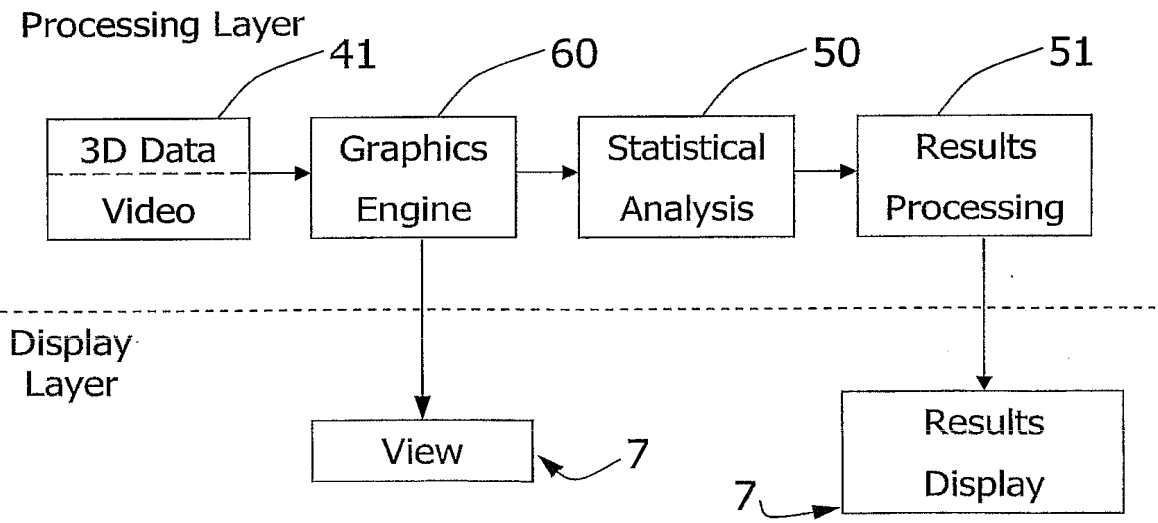 Processing Layer
41
60
50
51
3D Data
Video
Graphics
Engine
Statistical
Analysis
Results
Processing
Display
Layer
View
7
Results
Display
7